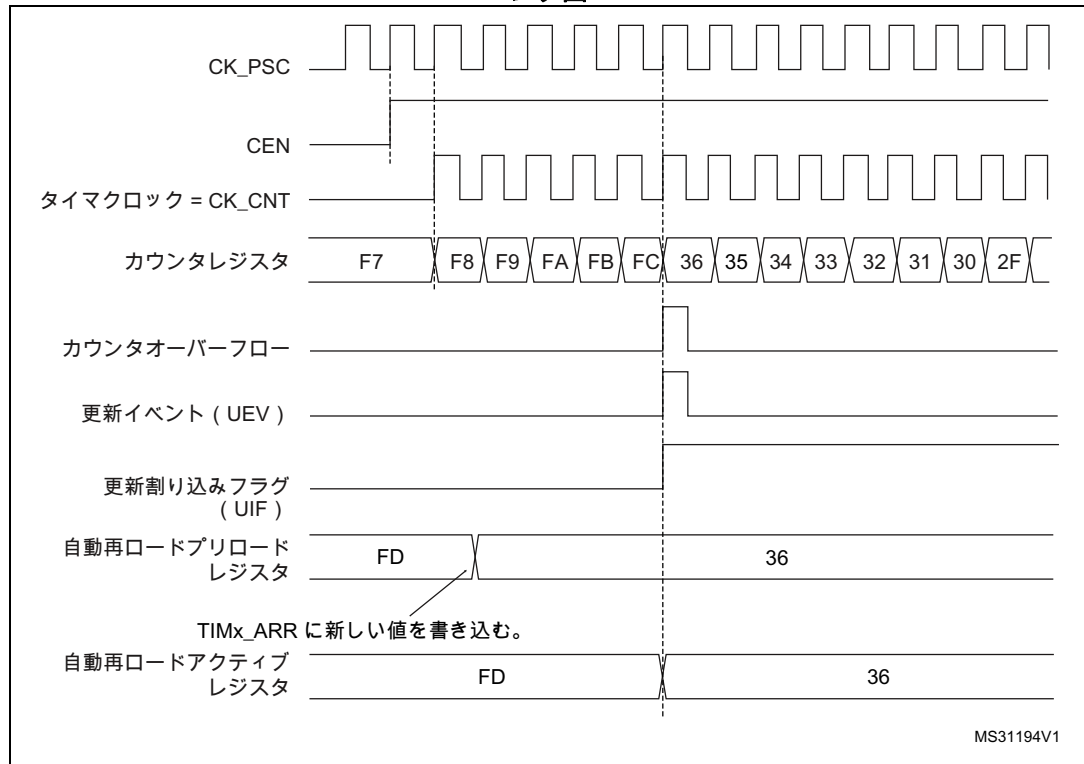 CK_PSC
CEN
タイマクロック = CK_CNT
カウンタレジスタ
F7 F8 F9 FA FB FC 36 35 34 33 32 31 30 2F
カウンタオーバーフロー
更新イベント ( UEV )
更新割り込みフラグ
( UIF )
自動再ロードプリロード
レジスタ
FD 36
TIMx_ARR に新しい値を書き込む。
自動再ロードアクティブ
レジスタ
FD 36
MS31194V1